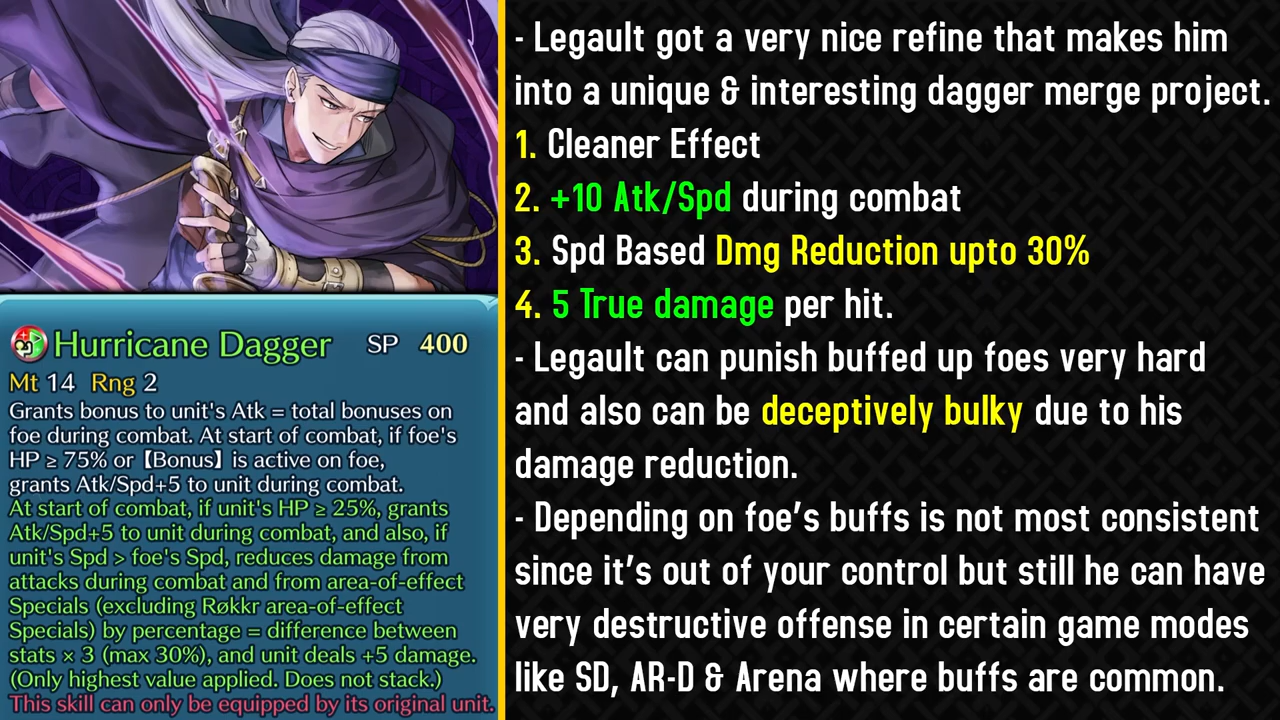 Hurricane Dagger SP 400
Mt 14 Rng 2
Grants bonus to unit's Atk = total bonuses on
foe during combat. At start of combat, if foe's
HP ≥ 75% or【Bonus】is active on foe,
grants Atk/Spd+5 to unit during combat.
At start of combat, if unit's HP ≥ 25%, grants
Atk/Spd+5 to unit during combat, and also, if
unit's Spd > foe's Spd, reduces damage from
attacks during combat and from area-of-effect
Specials (excluding Røkkr area-of-effect
Specials) by percentage = difference between
stats × 3 (max 30%), and unit deals +5 damage.
(Only highest value applied. Does not stack.)
This skill can only be equipped by its original unit.
- Legault got a very nice refine that makes him
into a unique & interesting dagger merge project.
1. Cleaner Effect
2. +10 Atk/Spd during combat
3. Spd Based Dmg Reduction upto 30%
4. 5 True damage per hit.
- Legault can punish buffed up foes very hard
and also can be deceptively bulky due to his
damage reduction.
- Depending on foe's buffs is not most consistent
since it's out of your control but still he can have
very destructive offense in certain game modes
like SD, AR-D & Arena where buffs are common.